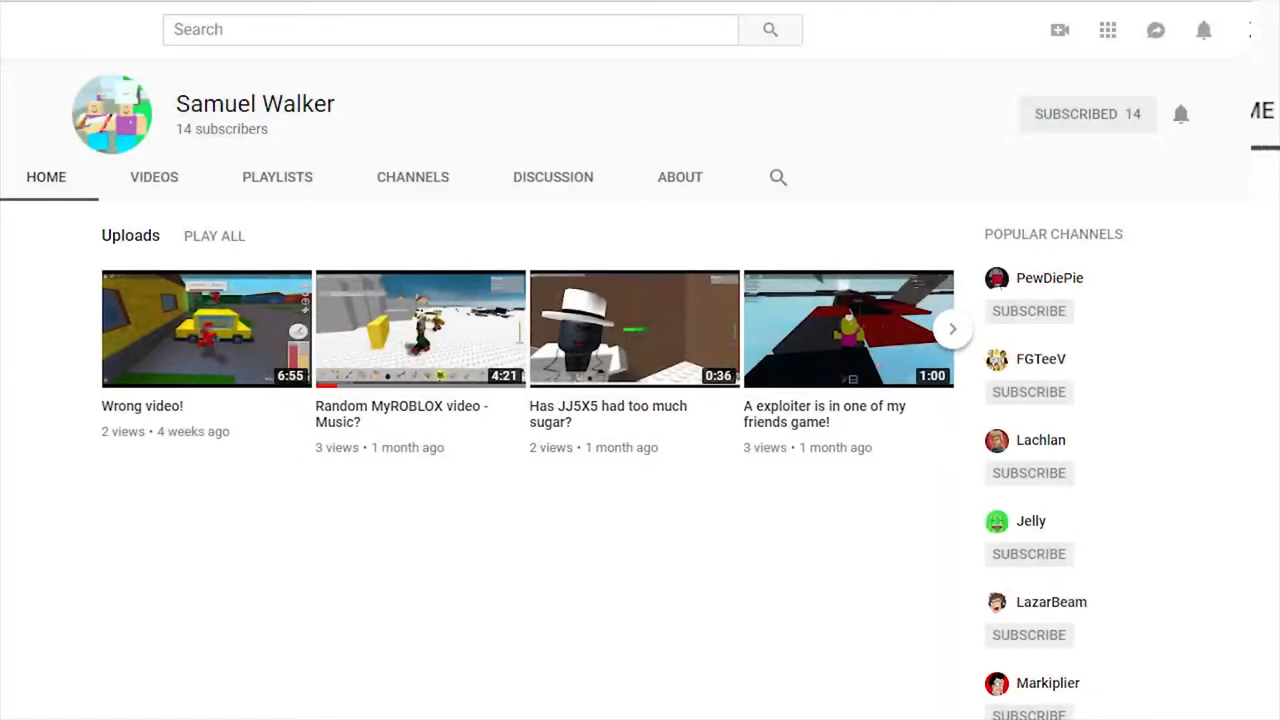 Search
Samuel Walker
14 subscribers
SUBSCRIBED 14
ME
HOME
VIDEOS
PLAYLISTS
CHANNELS
DISCUSSION
ABOUT
Uploads
PLAY ALL
6:55
Wrong video!
2 views • 4 weeks ago
4:21
Random MyROBLOX video -
Music?
3 views • 1 month ago
0:36
Has JJ5X5 had too much
sugar?
2 views • 1 month ago
1:00
A exploiter is in one of my
friends game!
3 views • 1 month ago
POPULAR CHANNELS
PewDiePie
SUBSCRIBE
FGTeeV
SUBSCRIBE
Lachlan
SUBSCRIBE
Jelly
SUBSCRIBE
LazarBeam
SUBSCRIBE
Markiplier
SUBSCRIBE